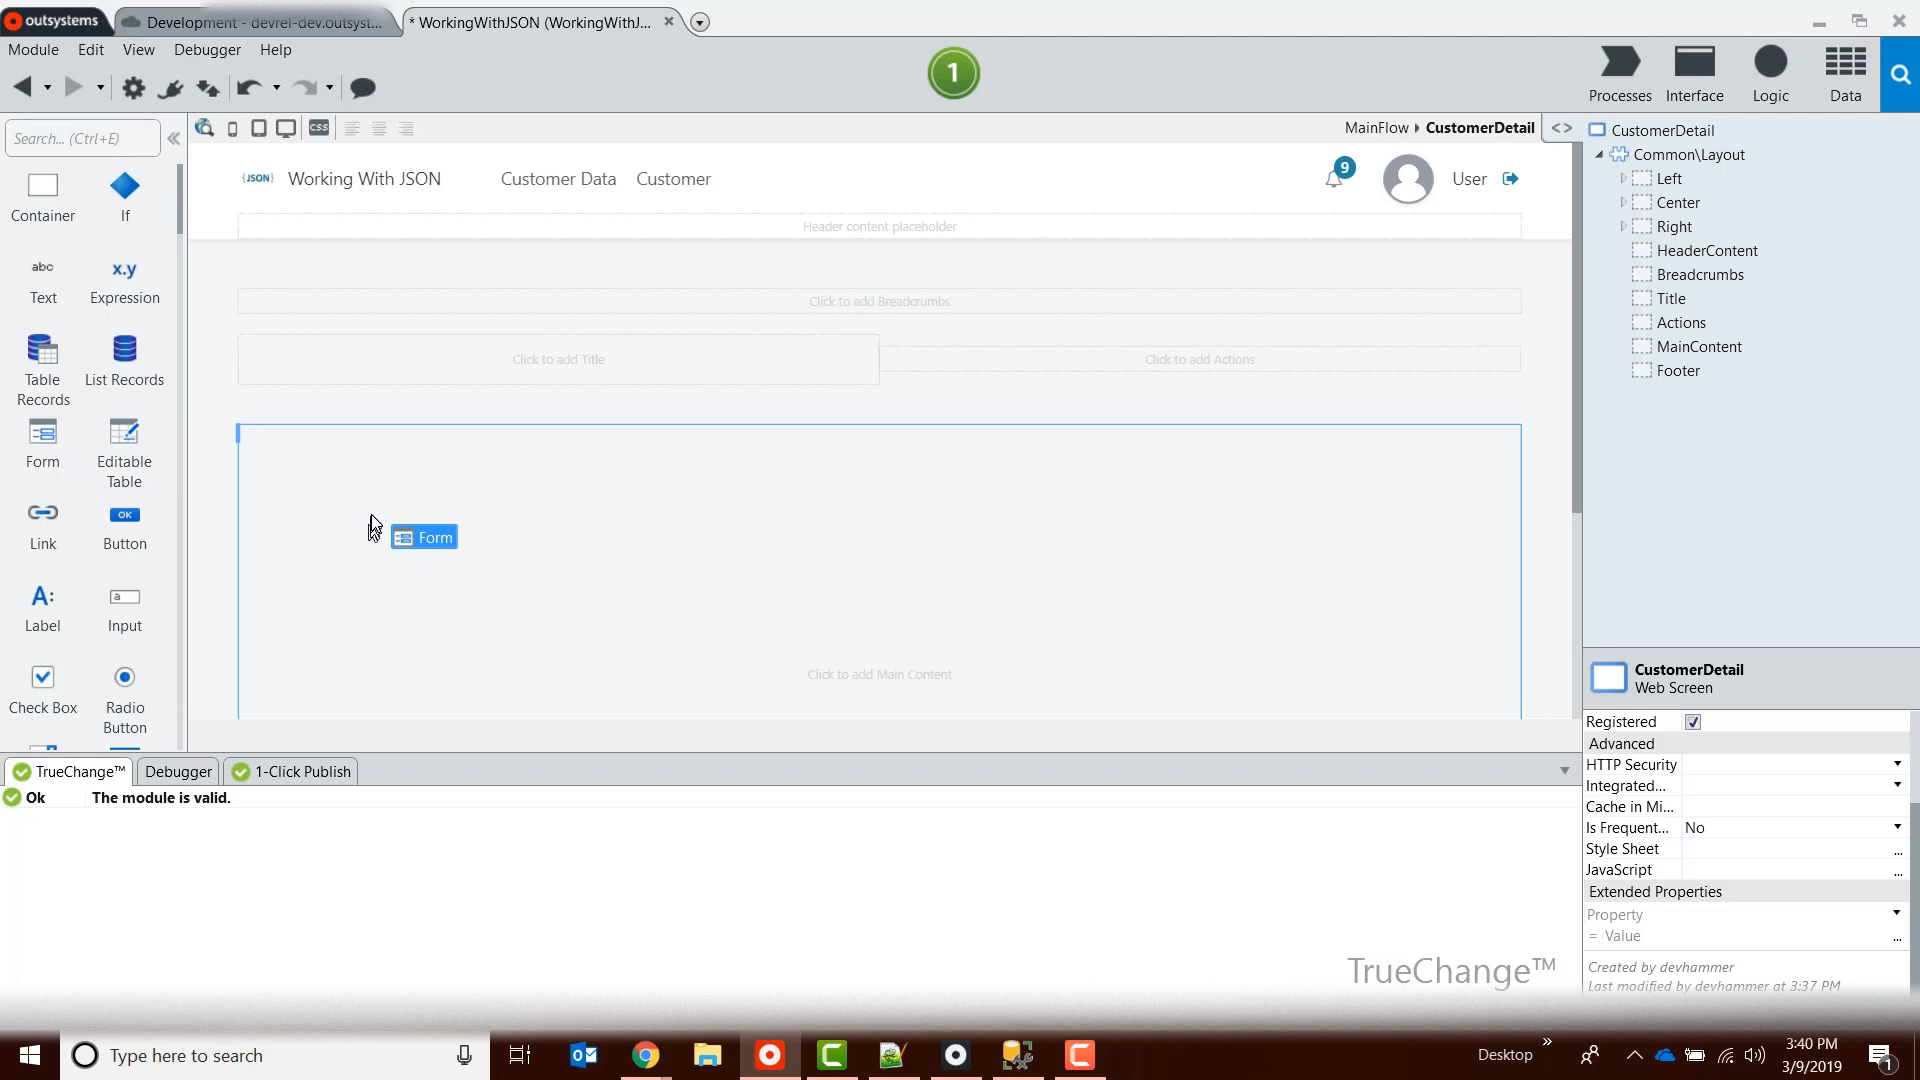 outsystems
Development - devrel-dev.outsyst...
* WorkingWithJSON (WorkingWithJ...
Module Edit View Debugger Help
1
Processes Interface Logic Data
Search... (Ctrl+E)
css
MainFlow CustomerDetail
Container
If
Text
abc
Expression
x.y
Table
Records
List Records
Form
Editable
Table
Link
Button
OK
Label
A:
Input
a
Check Box
Radio
Button
{JSON} Working With JSON Customer Data Customer
9
User
Header content placeholder
Click to add Breadcrumbs
Click to add Title
Click to add Actions
Form
Click to add Main Content
CustomerDetail
Common\Layout
Left
Center
Right
HeaderContent
Breadcrumbs
Title
Actions
MainContent
Footer
CustomerDetail
Web Screen
Registered
Advanced
HTTP Security
Integrated...
Cache in Mi...
Is Frequent... No
Style Sheet ...
JavaScript ...
Extended Properties
Property
= Value ...
Created by devhammer
Last modified by devhammer at 3:37 PM
TrueChange™ Debugger 1-Click Publish
Ok The module is valid.
TrueChange™
Type here to search
Desktop
3:40 PM
3/9/2019
1